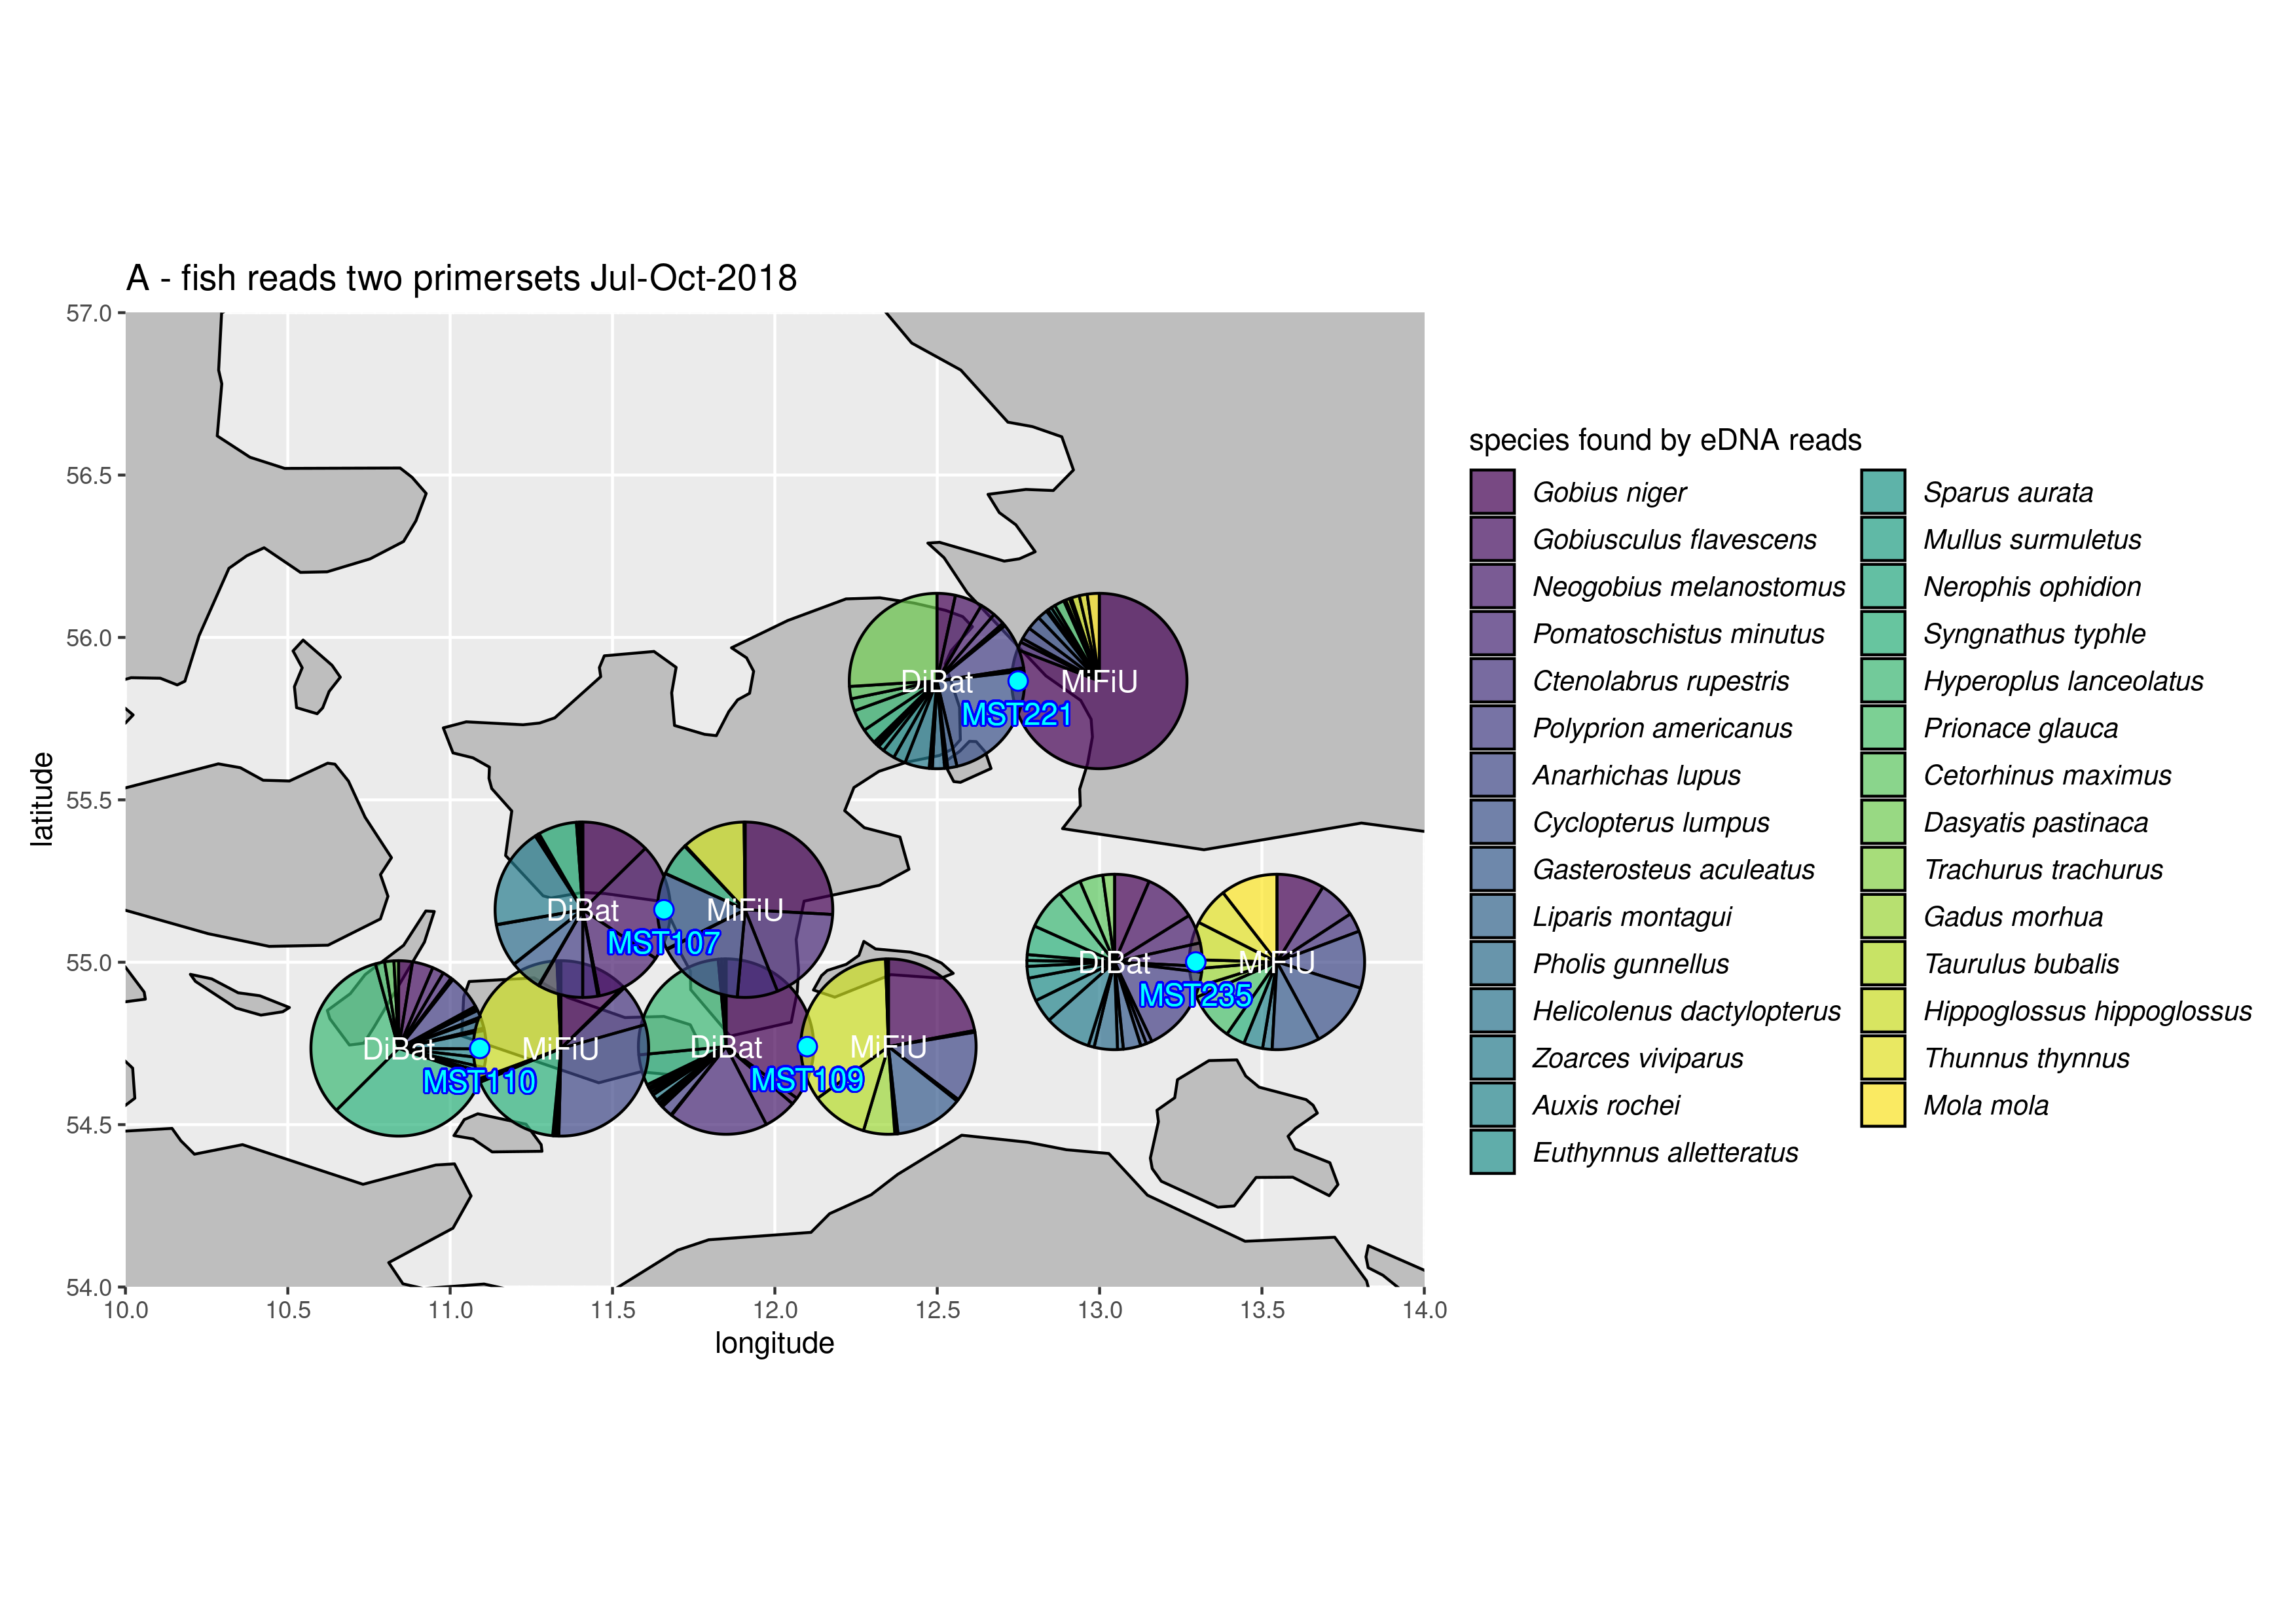 A - fish reads two primersets Jul-Oct-2018
57.0
56.5
56.0
55.5
55.0
54.5
54.0
latitude
10.0 10.5 11.0 11.5 12.0 12.5 13.0 13.5 14.0
longitude
DiBat MiFiU
MST221
DiBat MiFiU
MST107
DiBat MiFiU
MST235
DiBat MiFiU
MST110
DiBat MiFiU
MST109
species found by eDNA reads
Gobius niger
Gobiusculus flavescens
Neogobius melanostomus
Pomatoschistus minutus
Ctenolabrus rupestris
Polyprion americanus
Anarhichas lupus
Cyclopterus lumpus
Gasterosteus aculeatus
Liparis montagui
Pholis gunnellus
Helicolenus dactylopterus
Zoarces viviparus
Auxis rochei
Euthynnus alletteratus
Sparus aurata
Mullus surmuletus
Nerophis ophidion
Syngnathus typhle
Hyperoplus lanceolatus
Prionace glauca
Cetorhinus maximus
Dasyatis pastinaca
Trachurus trachurus
Gadus morhua
Taurulus bubalis
Hippoglossus hippoglossus
Thunnus thynnus
Mola mola